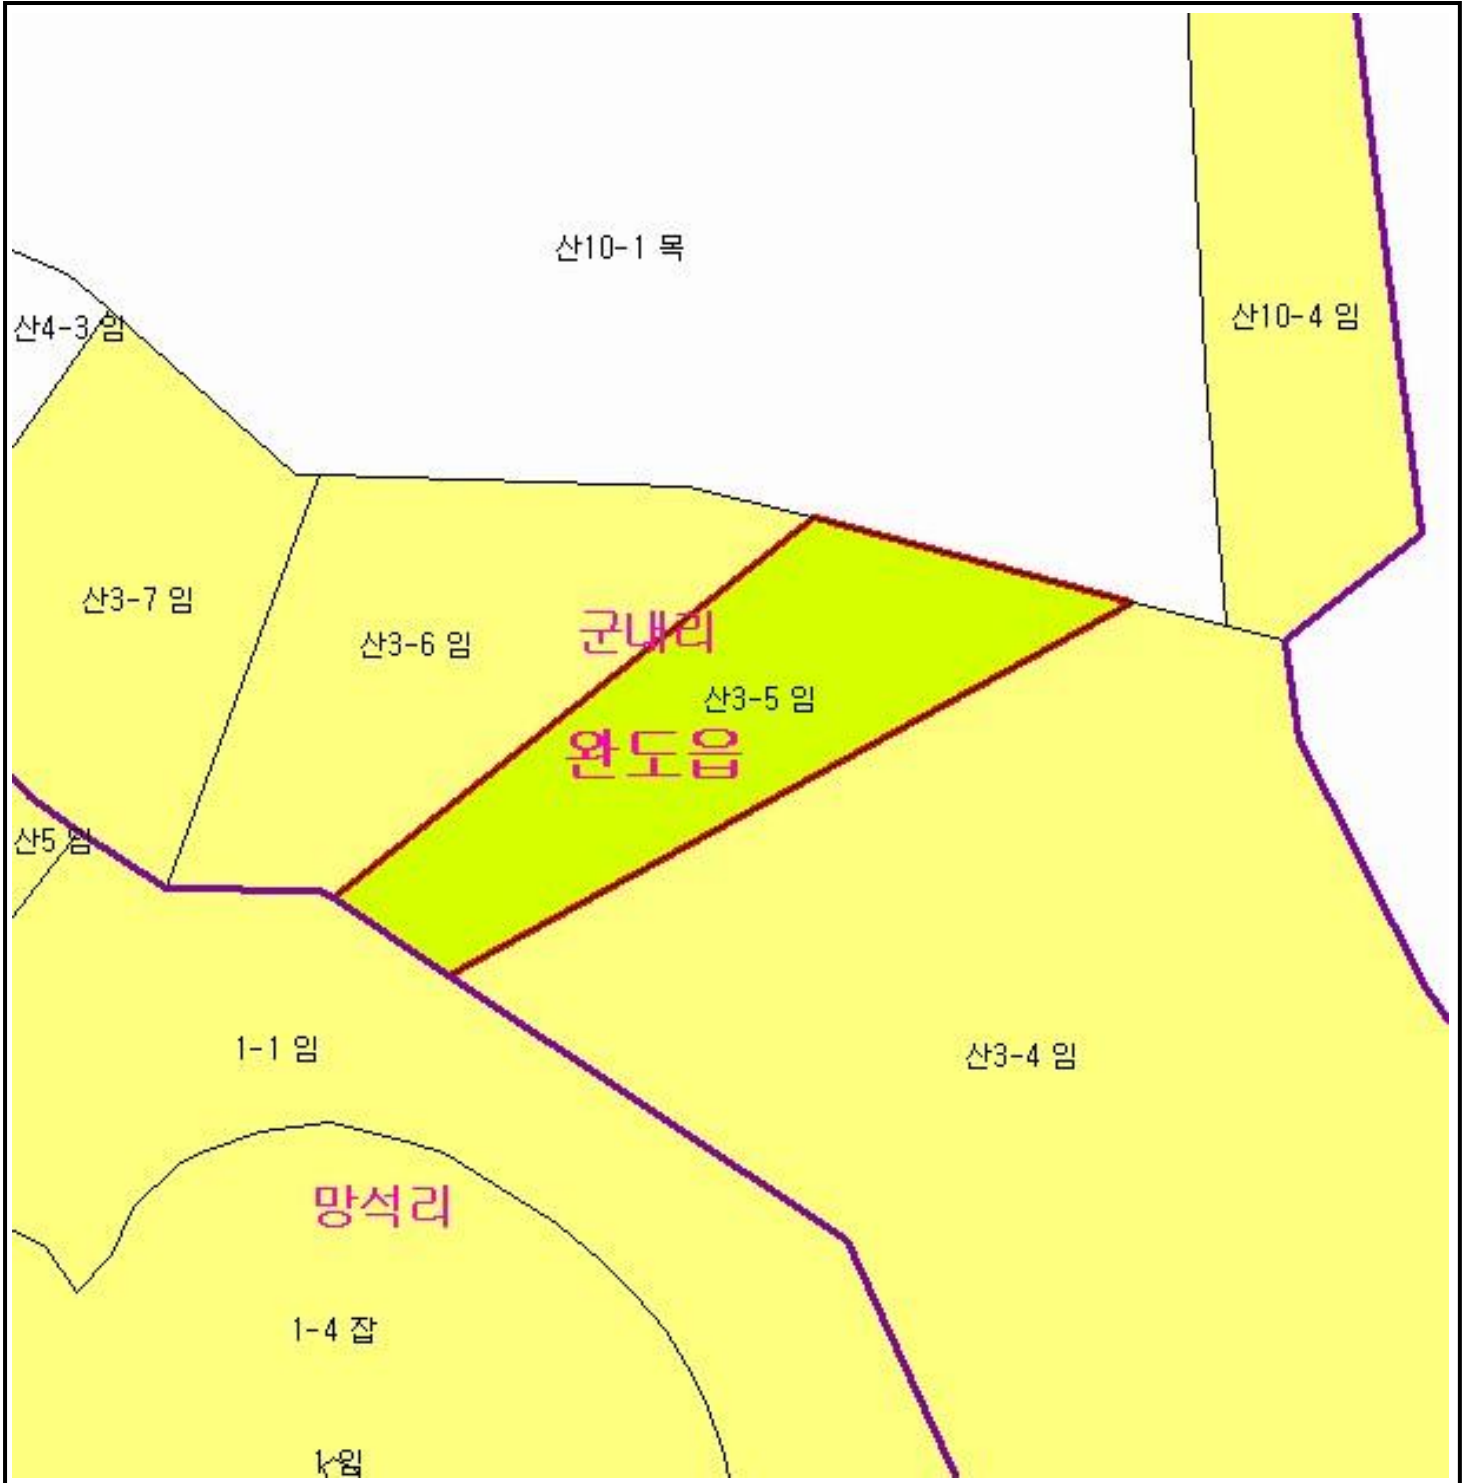 산10-1 목
산10-4 임
산4-3 임
산3-7 임
군내리
산3-6 임
산3-5 임
완도읍
산5 임
1-1 임
산3-4 임
망석리
1-4 잡
1 임